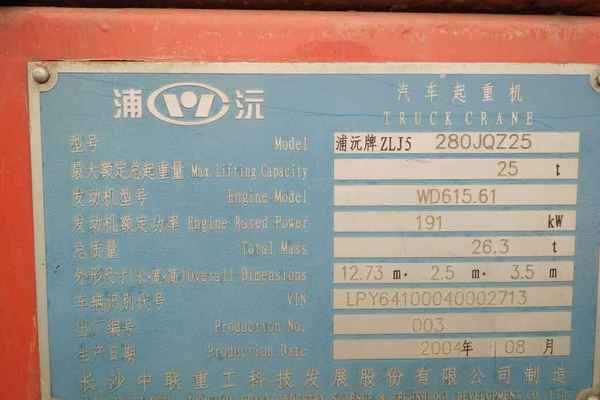 浦 沅 汽车起重机
TRUCK CRANE
型号 Model 浦沅牌 ZLJ5 280JQZ25
最大额定总起重量 Max Lifting Capacity 25 t
发动机型号 Engine Model WD615.61
发动机额定功率 Engine Rated Power 191 kW
总质量 Total Mass 26.3 t
外形尺寸(长·宽·高) Overall Dimensions 12.73 m· 2.5 m· 3.5 m
车辆识别代号 VIN LPY64100040002713
出厂编号 Production No. 003
生产日期 Production Date 2004年 08月
长沙中联重工科技发展股份有限公司制造